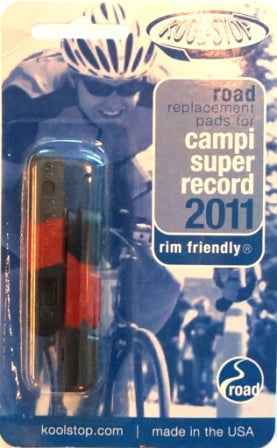 KOOL-STOP
road
replacement
pads for
campi
super
record
2011
rim friendly®
road
koolstop.com | made in the USA